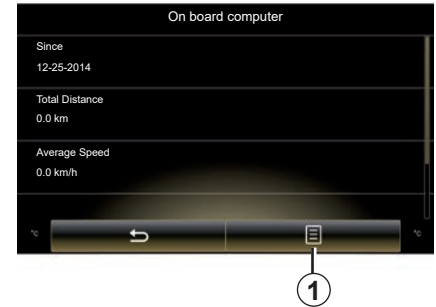 On board computer
Since
12-25-2014
Total Distance
0.0 km
Average Speed
0.0 km/h
°C
°C
1